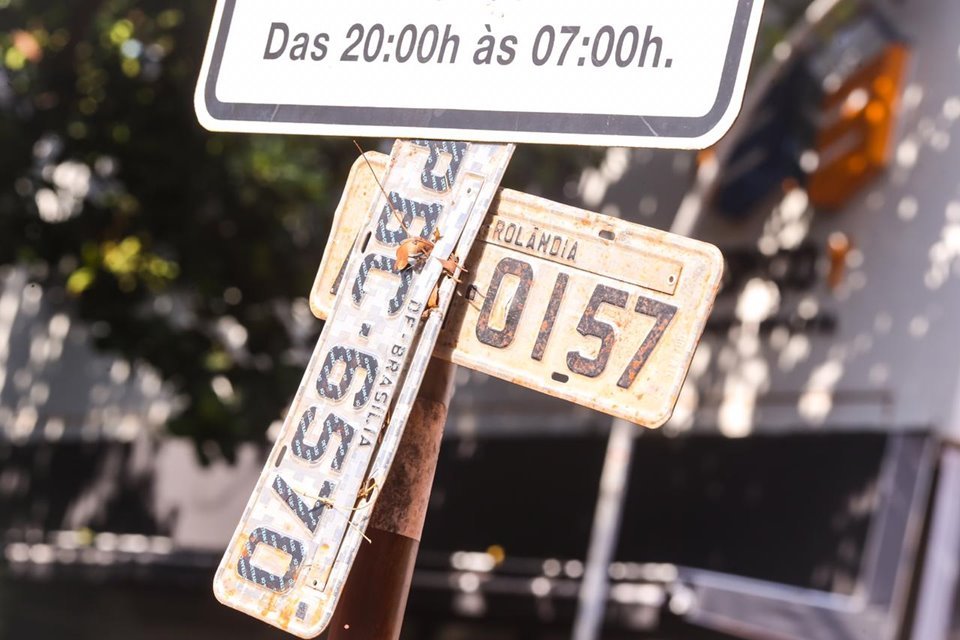 Das 20:00h às 07:00h.
ROLÂNDIA
0157
DF-BRASILIA